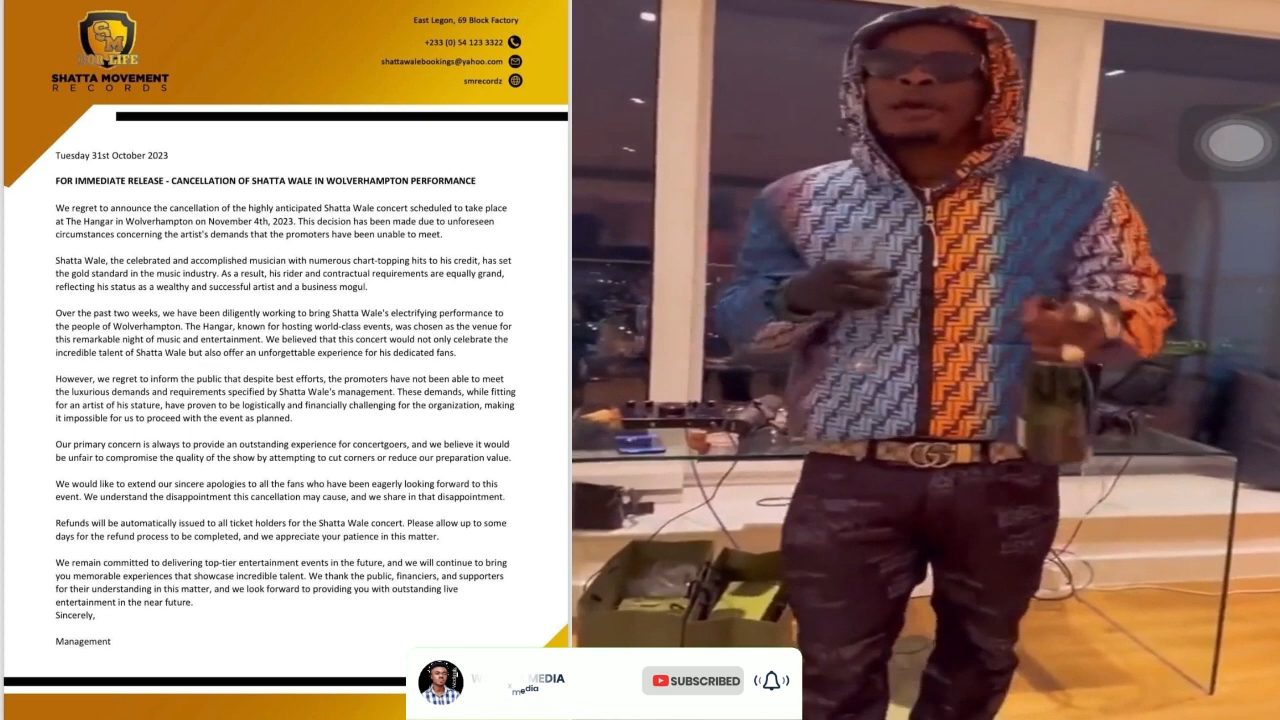 SM
FOR LIFE
SHATTA MOVEMENT
RECORDS
East Legon, 69 Block Factory
+233 (0) 54 123 3322
shattawalebookings@yahoo.com
smrecordz
Tuesday 31st October 2023
FOR IMMEDIATE RELEASE - CANCELLATION OF SHATTA WALE IN WOLVERHAMPTON PERFORMANCE
We regret to announce the cancellation of the highly anticipated Shatta Wale concert scheduled to take place
at The Hangar in Wolverhampton on November 4th, 2023. This decision has been made due to unforeseen
circumstances concerning the artist's demands that the promoters have been unable to meet.
Shatta Wale, the celebrated and accomplished musician with numerous chart-topping hits to his credit, has set
the gold standard in the music industry. As a result, his rider and contractual requirements are equally grand,
reflecting his status as a wealthy and successful artist and a business mogul.
Over the past two weeks, we have been diligently working to bring Shatta Wale's electrifying performance to
the people of Wolverhampton. The Hangar, known for hosting world-class events, was chosen as the venue for
this remarkable night of music and entertainment. We believed that this concert would not only celebrate the
incredible talent of Shatta Wale but also offer an unforgettable experience for his dedicated fans.
However, we regret to inform the public that despite best efforts, the promoters have not been able to meet
the luxurious demands and requirements specified by Shatta Wale's management. These demands, while fitting
for an artist of his stature, have proven to be logistically and financially challenging for the organization, making
it impossible for us to proceed with the event as planned.
Our primary concern is always to provide an outstanding experience for concertgoers, and we believe it would
be unfair to compromise the quality of the show by attempting to cut corners or reduce our preparation value.
We would like to extend our sincere apologies to all the fans who have been eagerly looking forward to this
event. We understand the disappointment this cancellation may cause, and we share in that disappointment.
Refunds will be automatically issued to all ticket holders for the Shatta Wale concert. Please allow up to some
days for the refund process to be completed, and we appreciate your patience in this matter.
We remain committed to delivering top-tier entertainment events in the future, and we will continue to bring
you memorable experiences that showcase incredible talent. We thank the public, financiers, and supporters
for their understanding in this matter, and we look forward to providing you with outstanding live
entertainment in the near future.
Sincerely,
Management
MEDIA
media
SUBSCRIBED